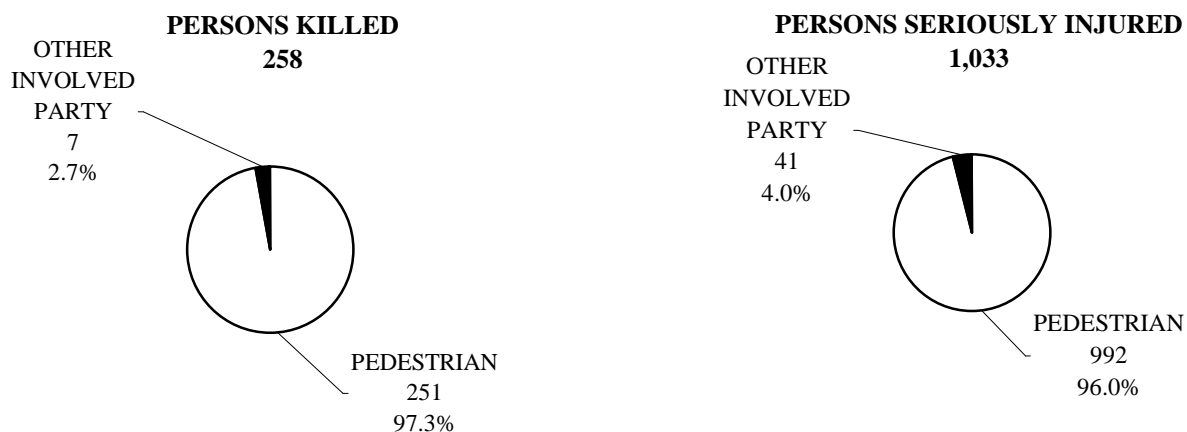 PERSONS KILLED
258
OTHER
INVOLVED
PARTY
7
2.7%
PEDESTRIAN
251
97.3%
PERSONS SERIOUSLY INJURED
1,033
OTHER
INVOLVED
PARTY
41
4.0%
PEDESTRIAN
992
96.0%